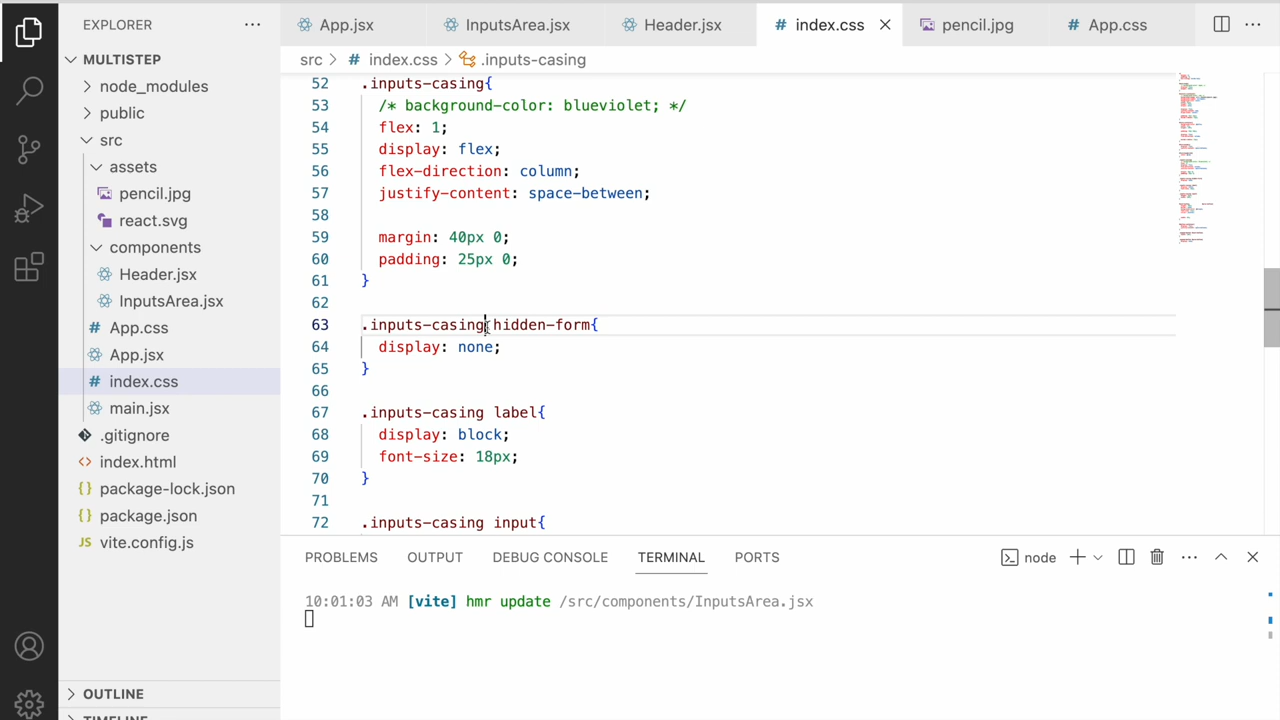 EXPLORER
App.jsx
InputsArea.jsx
Header.jsx
# index.css
pencil.jpg
# App.css
MULTISTEP
node_modules
public
src
assets
pencil.jpg
react.svg
components
Header.jsx
InputsArea.jsx
# App.css
App.jsx
# index.css
main.jsx
.gitignore
<> index.html
{} package-lock.json
{} package.json
JS vite.config.js
OUTLINE
src > # index.css > .inputs-casing
52 .inputs-casing{
53 /* background-color: blueviolet; */
54 flex: 1;
55 display: flex;
56 flex-direction: column;
57 justify-content: space-between;
58
59 margin: 40px 0;
60 padding: 25px 0;
61 }
62
63 .inputs-casing hidden-form{
64 display: none;
65 }
66
67 .inputs-casing label{
68 display: block;
69 font-size: 18px;
70 }
71
72 .inputs-casing input{
PROBLEMS OUTPUT DEBUG CONSOLE TERMINAL PORTS
node
10:01:03 AM [vite] hmr update /src/components/InputsArea.jsx